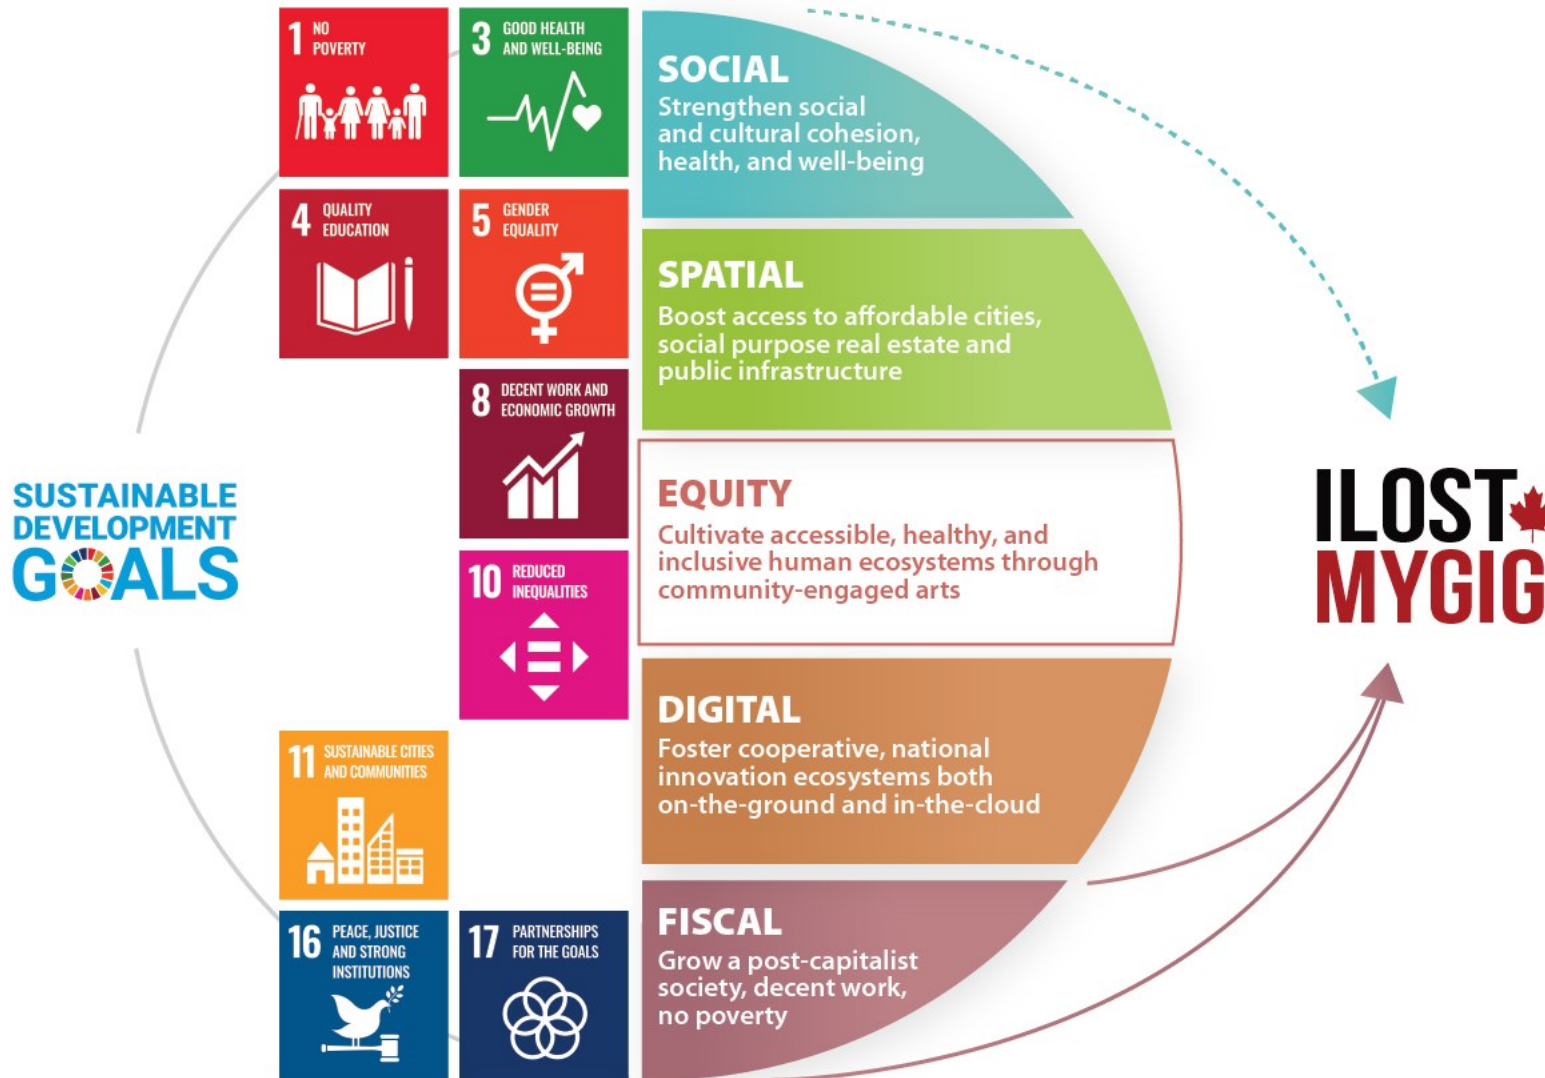 1 NO
POVERTY
3 GOOD HEALTH
AND WELL-BEING
4 QUALITY
EDUCATION
5 GENDER
EQUALITY
8 DECENT WORK AND
ECONOMIC GROWTH
10 REDUCED
INEQUALITIES
11 SUSTAINABLE CITIES
AND COMMUNITIES
16 PEACE, JUSTICE
AND STRONG
INSTITUTIONS
17 PARTNERSHIPS
FOR THE GOALS
SUSTAINABLE
DEVELOPMENT
GOALS
SOCIAL
Strengthen social
and cultural cohesion,
health, and well-being
SPATIAL
Boost access to affordable cities,
social purpose real estate and
public infrastructure
EQUITY
Cultivate accessible, healthy, and
inclusive human ecosystems through
community-engaged arts
DIGITAL
Foster cooperative, national
innovation ecosystems both
on-the-ground and in-the-cloud
FISCAL
Grow a post-capitalist
society, decent work,
no poverty
ILOST
MYGIG